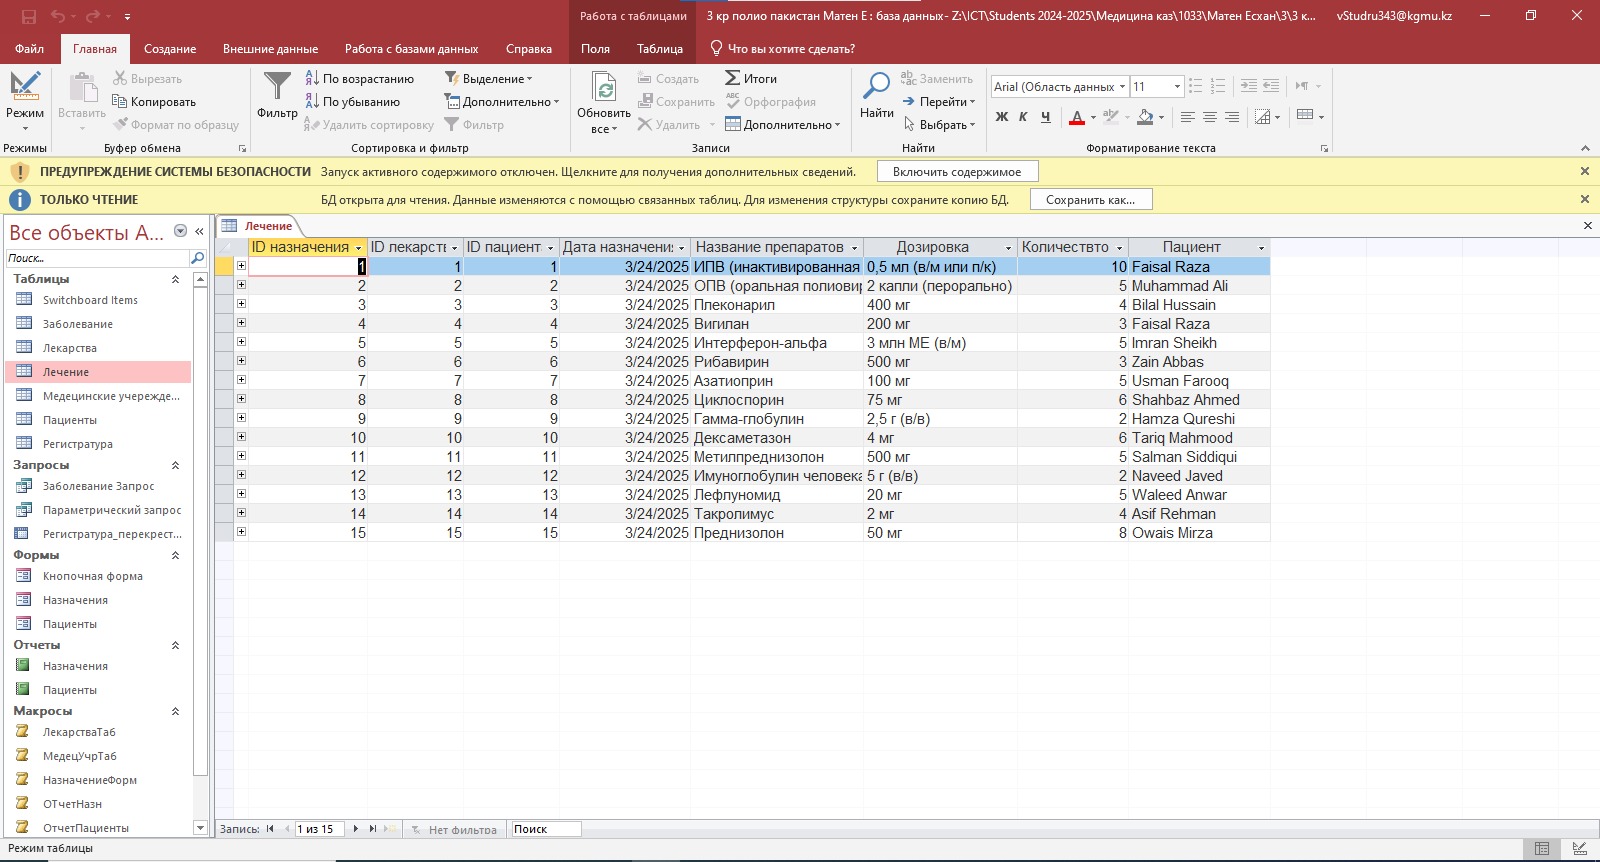 Работа с таблицами
3 кр полио пакистан Матен Е : база данных- Z:\ICT\Students 2024-2025\Медицина каз\1033\Матен Есхан\3\3 к...
vStudru343@kgmu.kz
Файл Главная Создание Внешние данные Работа с базами данных Справка Поля Таблица Что вы хотите сделать?
Режим
Режимы
Вставить
Вырезать
Копировать
Формат по образцу
Буфер обмена
Фильтр
По возрастанию
По убыванию
Удалить сортировку
Выделение
Дополнительно
Фильтр
Сортировка и фильтр
Обновить
все
Создать
Сохранить
Удалить
Итоги
Орфография
Дополнительно
Записи
Найти
Заменить
Перейти
Выбрать
Найти
Arial (Область данных 11
Ж К Ч А
Форматирование текста
ПРЕДУПРЕЖДЕНИЕ СИСТЕМЫ БЕЗОПАСНОСТИ Запуск активного содержимого отключен. Щелкните для получения дополнительных сведений. Включить содержимое
ТОЛЬКО ЧТЕНИЕ БД открыта для чтения. Данные изменяются с помощью связанных таблиц. Для изменения структуры сохраните копию БД. Сохранить как...
Все объекты A...
Поиск...
Таблицы
Switchboard Items
Заболевание
Лекарства
Лечение
Медецинские учережде...
Пациенты
Регистратура
Запросы
Заболевание Запрос
Параметрический запрос
Регистратура_перекрест...
Формы
Кнопочная форма
Назначения
Пациенты
Отчеты
Назначения
Пациенты
Макросы
ЛекарстваТаб
МедецУчрТаб
НазначениеФорм
ОТчетНазн
ОтчетПациенты
Лечение
ID назначения ID лекарств ID пациент Дата назначени Название препаратов Дозировка Количествто Пациент
1 1 1 3/24/2025 ИПВ (инактивированная 0,5 мл (в/м или п/к) 10 Faisal Raza
2 2 2 3/24/2025 ОПВ (оральная полиовир 2 капли (перорально) 5 Muhammad Ali
3 3 3 3/24/2025 Плеконарил 400 мг 4 Bilal Hussain
4 4 4 3/24/2025 Вигилан 200 мг 3 Faisal Raza
5 5 5 3/24/2025 Интерферон-альфа 3 млн МЕ (в/м) 5 Imran Sheikh
6 6 6 3/24/2025 Рибавирин 500 мг 3 Zain Abbas
7 7 7 3/24/2025 Азатиоприн 100 мг 5 Usman Farooq
8 8 8 3/24/2025 Циклоспорин 75 мг 6 Shahbaz Ahmed
9 9 9 3/24/2025 Гамма-глобулин 2,5 г (в/в) 2 Hamza Qureshi
10 10 10 3/24/2025 Дексаметазон 4 мг 6 Tariq Mahmood
11 11 11 3/24/2025 Метилпреднизолон 500 мг 5 Salman Siddiqui
12 12 12 3/24/2025 Имуноглобулин человека 5 г (в/в) 2 Naveed Javed
13 13 13 3/24/2025 Лефлуномид 20 мг 5 Waleed Anwar
14 14 14 3/24/2025 Такролимус 2 мг 4 Asif Rehman
15 15 15 3/24/2025 Преднизолон 50 мг 8 Owais Mirza
Запись: 1 из 15 Нет фильтра Поиск
Режим таблицы